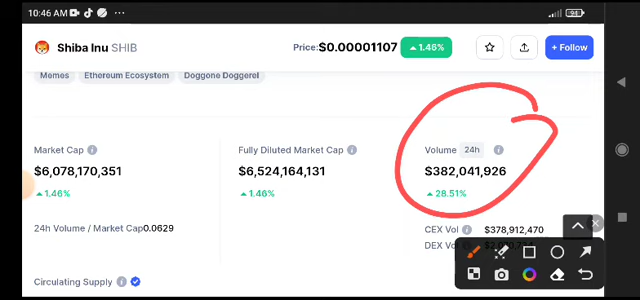 10:46 AM
94
Shiba Inu SHIB
Price: $0.00001107 1.46%
+ Follow
Memes Ethereum Ecosystem Doggone Doggerel
Market Cap Fully Diluted Market Cap Volume 24h
$6,078,170,351 $6,524,164,131 $382,041,926
1.46% 1.46% 28.51%
24h Volume / Market Cap 0.0629
CEX Vol $378,912,470
DEX Vol
Circulating Supply